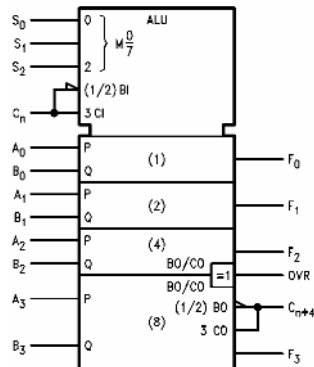 S0 0 ALU
S1 } M 0/7
S2 2
(1/2) BI
Cn 3 CI
A0 P (1) F0
B0 Q
A1 P (2) F1
B1 Q
A2 P (4) F2
B2 Q BO/CO =1 OVR
BO/CO
A3 P (1/2) BO Cn+4
(8) 3 CO
B3 Q F3